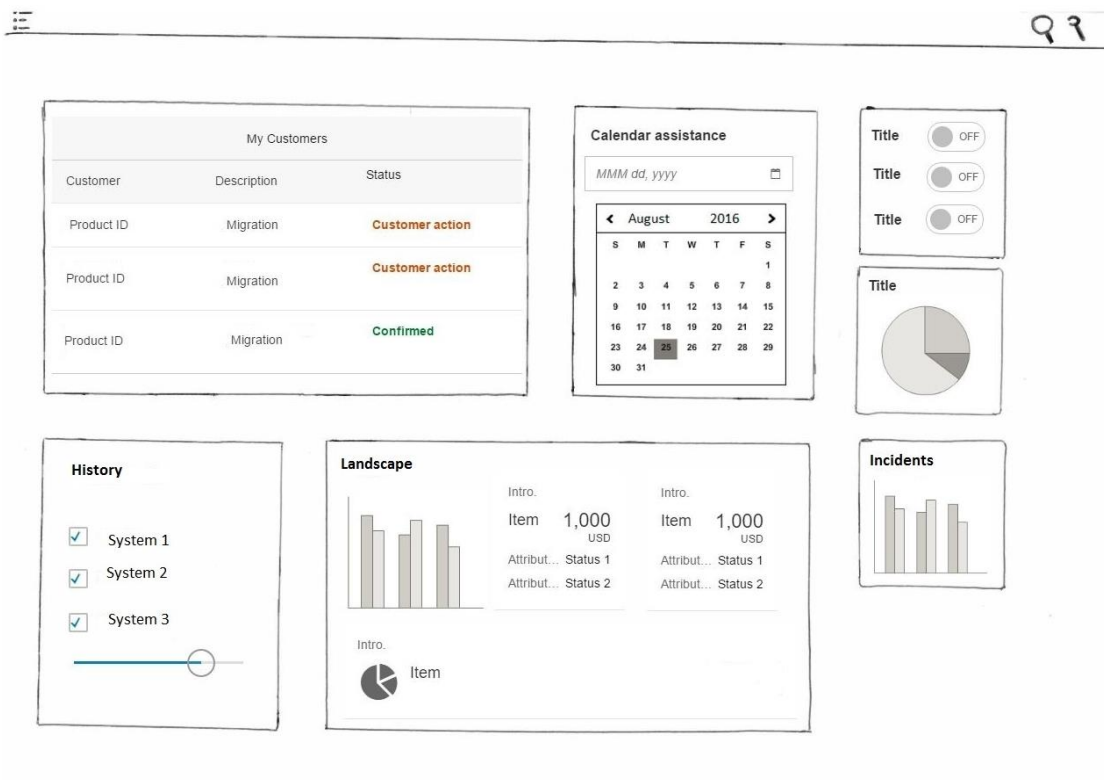 My Customers
Customer Description Status
Product ID Migration Customer action
Product ID Migration Customer action
Product ID Migration Confirmed
Calendar assistance
MMM dd, yyyy
August 2016
S M T W T F S
1
2 3 4 5 6 7 8
9 10 11 12 13 14 15
16 17 18 19 20 21 22
23 24 25 26 27 28 29
30 31
Title OFF
Title OFF
Title OFF
Title
History
System 1
System 2
System 3
Landscape
Intro.
Item 1,000
USD
Attribut... Status 1
Attribut... Status 2
Intro.
Item 1,000
USD
Attribut... Status 1
Attribut... Status 2
Intro.
Item
Incidents